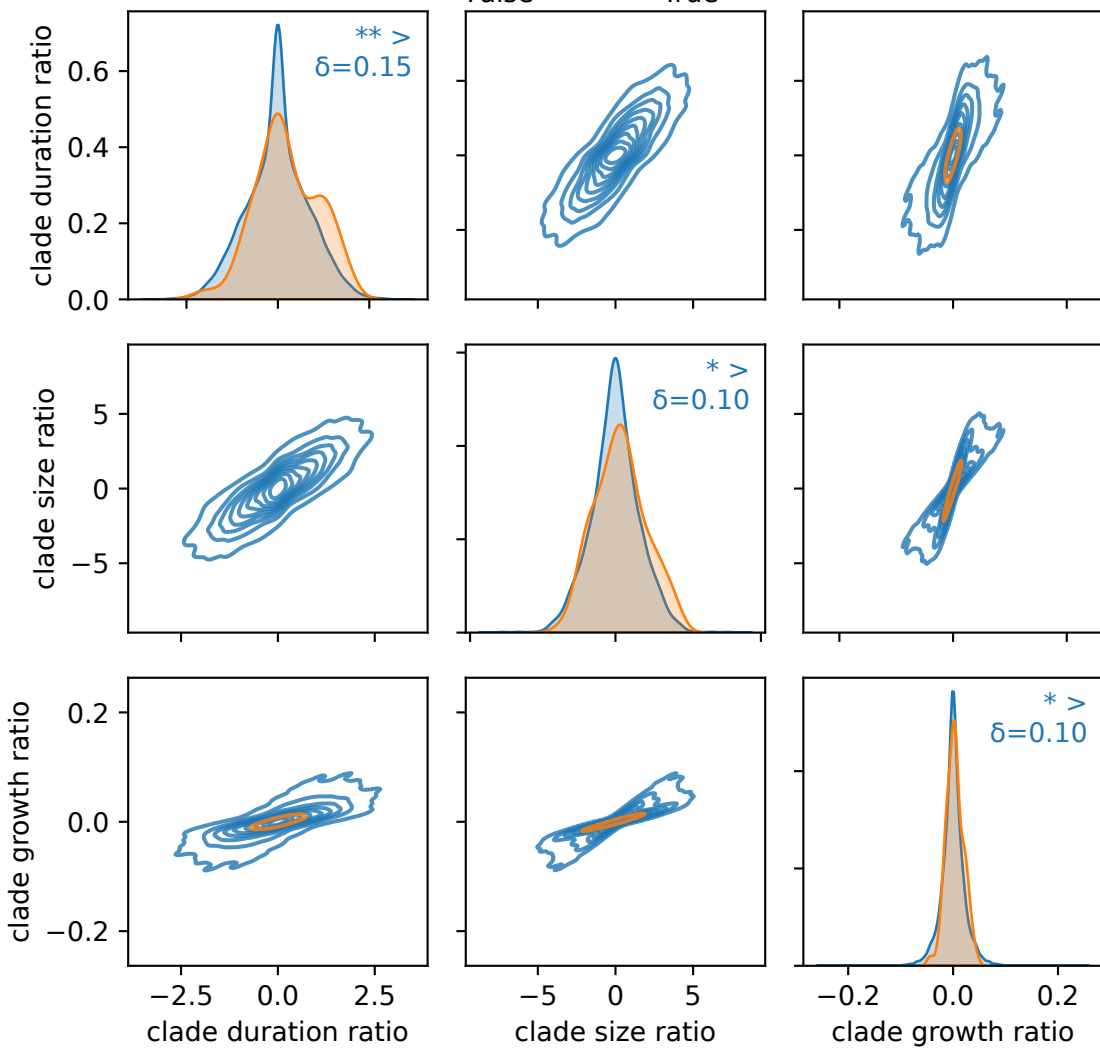 clade duration ratio
0.6
0.4
0.2
0.0
** >
δ=0.15
clade size ratio
5
0
−5
* >
δ=0.10
clade growth ratio
0.2
0.0
−0.2
* >
δ=0.10
−2.5 0.0 2.5
−5 0 5
−0.2 0.0 0.2
clade duration ratio
clade size ratio
clade growth ratio